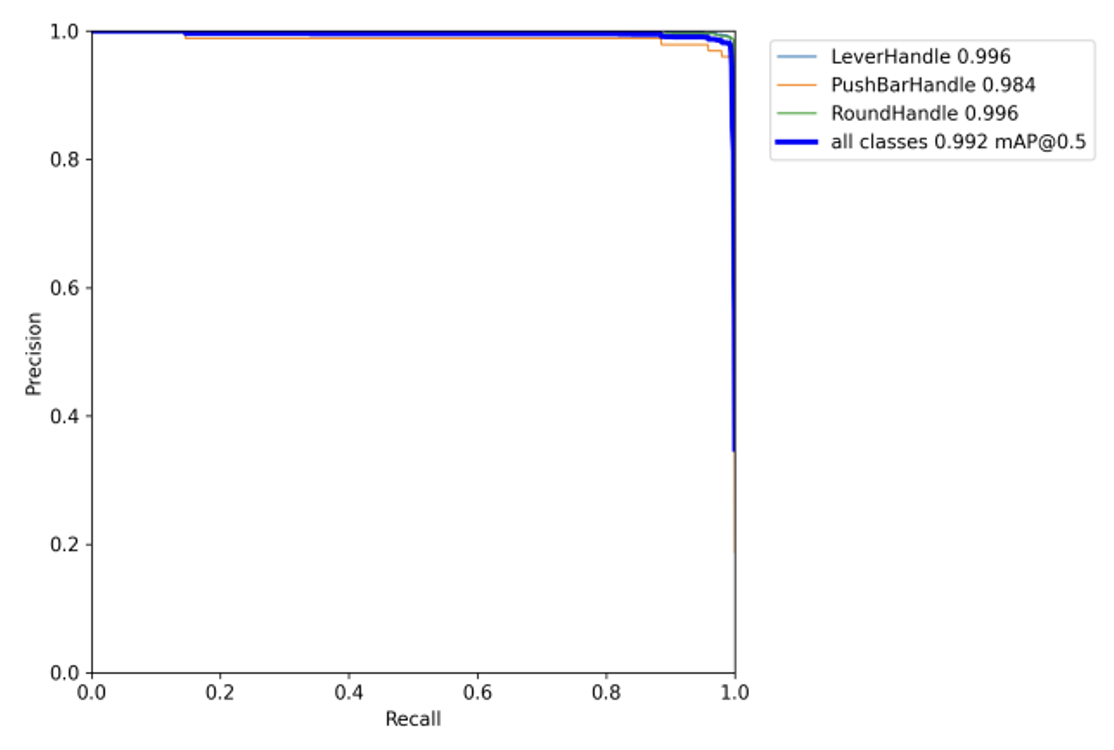 1.0
0.8
0.6
0.4
0.2
0.0
Precision
0.0 0.2 0.4 0.6 0.8 1.0
Recall
LeverHandle 0.996
PushBarHandle 0.984
RoundHandle 0.996
all classes 0.992 mAP@0.5